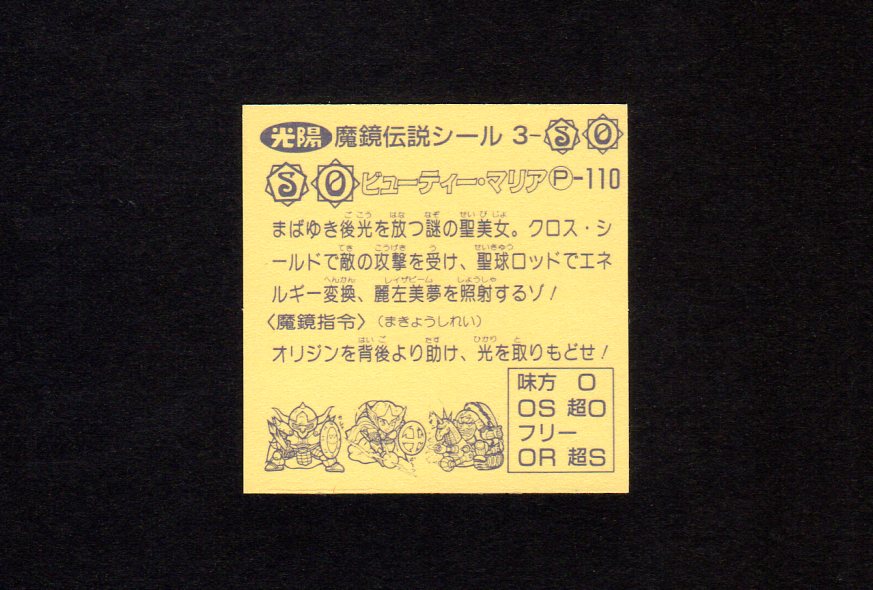 光陽 魔鏡伝説シール 3-S O
S O ビューティー・マリア Ⓟ-110
まばゆき後光を放つ謎の聖美女。クロス・シ
ールドで敵の攻撃を受け、聖球ロッドでエネ
ルギー変換、麗左美夢を照射するゾ!
〈魔鏡指令〉(まきょうしれい)
オリジンを背後より助け、光を取りもどせ!
味方 O
OS 超O
フリー
OR 超S